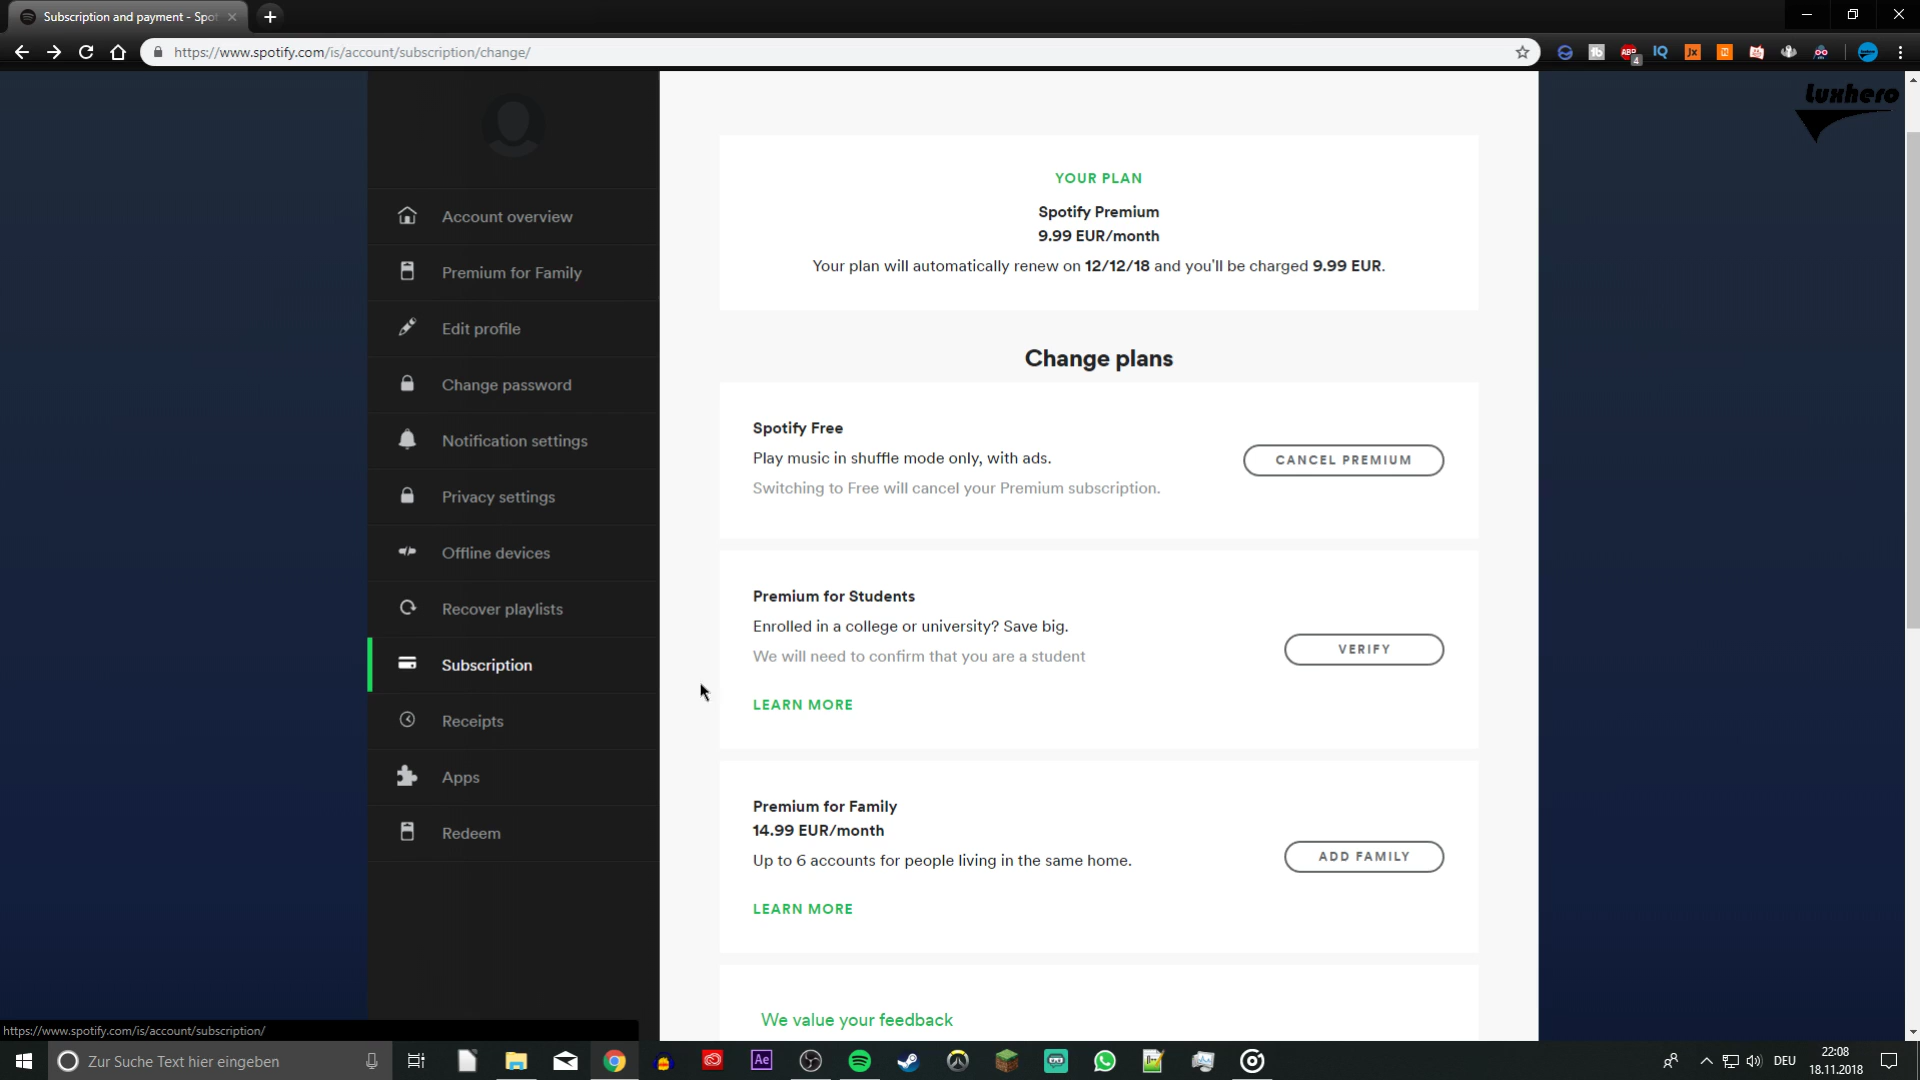 Subscription and payment - Spot
https://www.spotify.com/is/account/subscription/change/
ABP
4
IQ
Jx
luxhero
Account overview
Premium for Family
Edit profile
Change password
Notification settings
Privacy settings
Offline devices
Recover playlists
Subscription
Receipts
Apps
Redeem
YOUR PLAN
Spotify Premium
9.99 EUR/month
Your plan will automatically renew on 12/12/18 and you'll be charged 9.99 EUR.
Change plans
Spotify Free
Play music in shuffle mode only, with ads.
Switching to Free will cancel your Premium subscription.
CANCEL PREMIUM
Premium for Students
Enrolled in a college or university? Save big.
We will need to confirm that you are a student
VERIFY
LEARN MORE
Premium for Family
14.99 EUR/month
Up to 6 accounts for people living in the same home.
ADD FAMILY
LEARN MORE
We value your feedback
https://www.spotify.com/is/account/subscription/
Zur Suche Text hier eingeben
Ae
DEU
22:08
18.11.2018